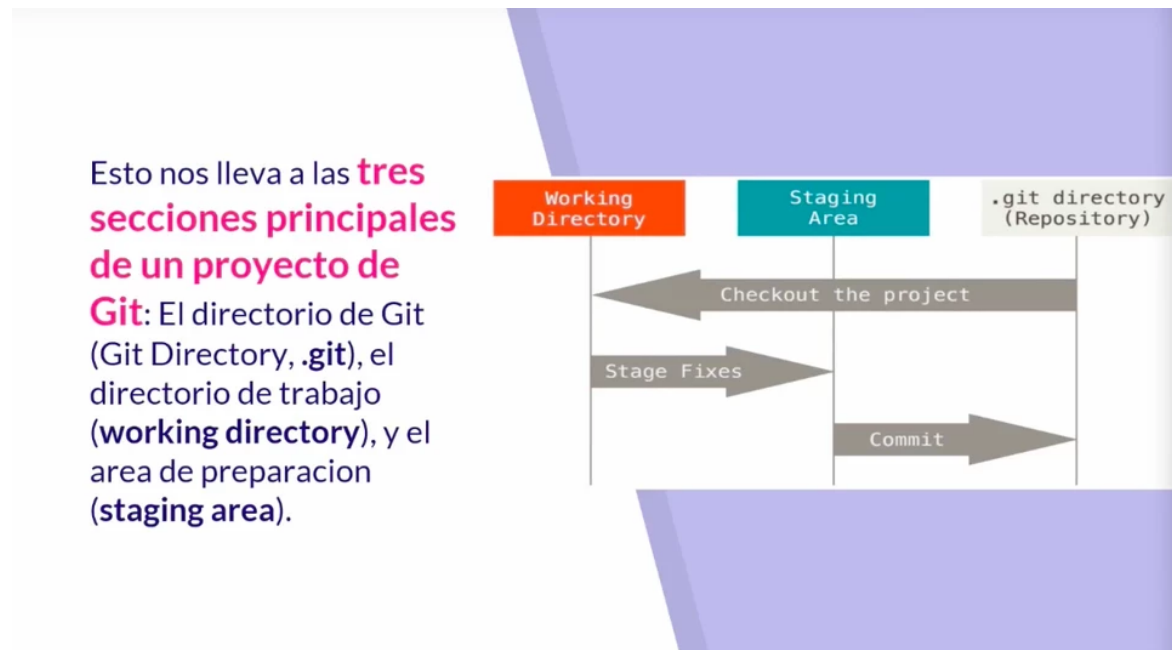 Esto nos lleva a las tres
secciones principales
de un proyecto de
Git: El directorio de Git
(Git Directory, .git), el
directorio de trabajo
(working directory), y el
area de preparacion
(staging area).
Working
Directory
Staging
Area
.git directory
(Repository)
Checkout the project
Stage Fixes
Commit